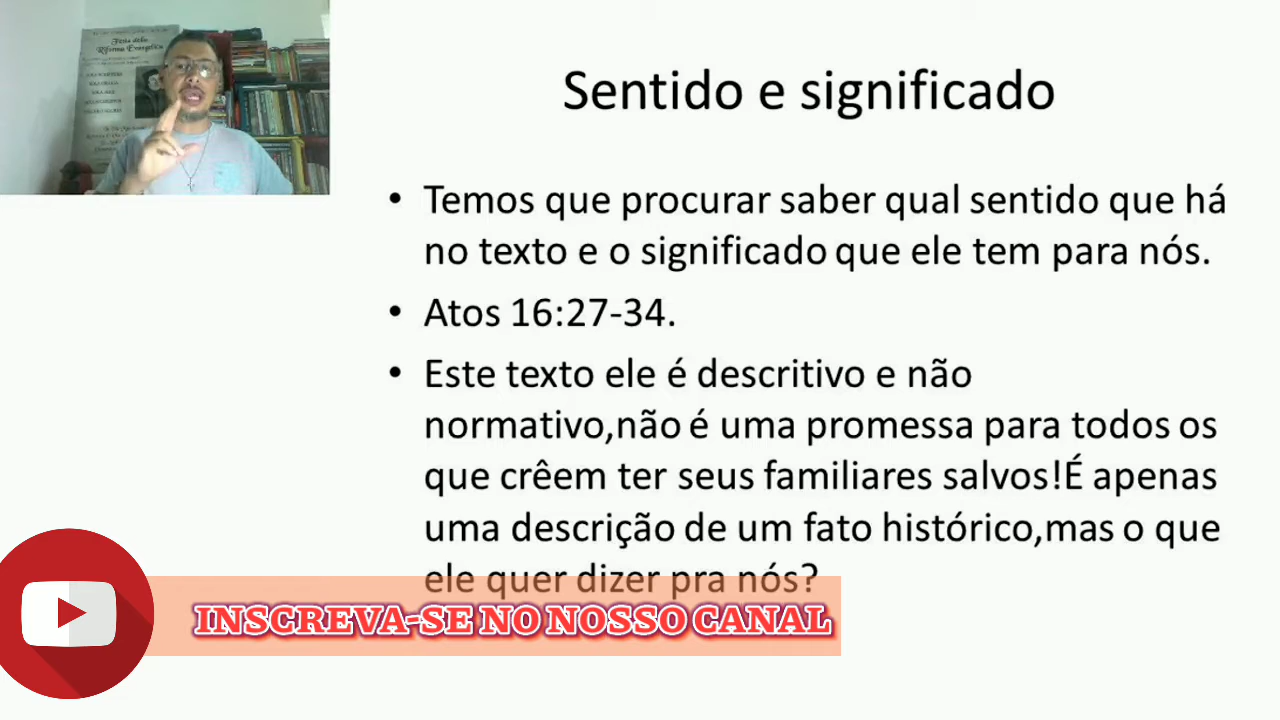 Sentido e significado
• Temos que procurar saber qual sentido que há
no texto e o significado que ele tem para nós.
• Atos 16:27-34.
• Este texto ele é descritivo e não
normativo,não é uma promessa para todos os
que crêem ter seus familiares salvos!É apenas
uma descrição de um fato histórico,mas o que
ele quer dizer pra nós?
INSCREVA-SE NO NOSSO CANAL